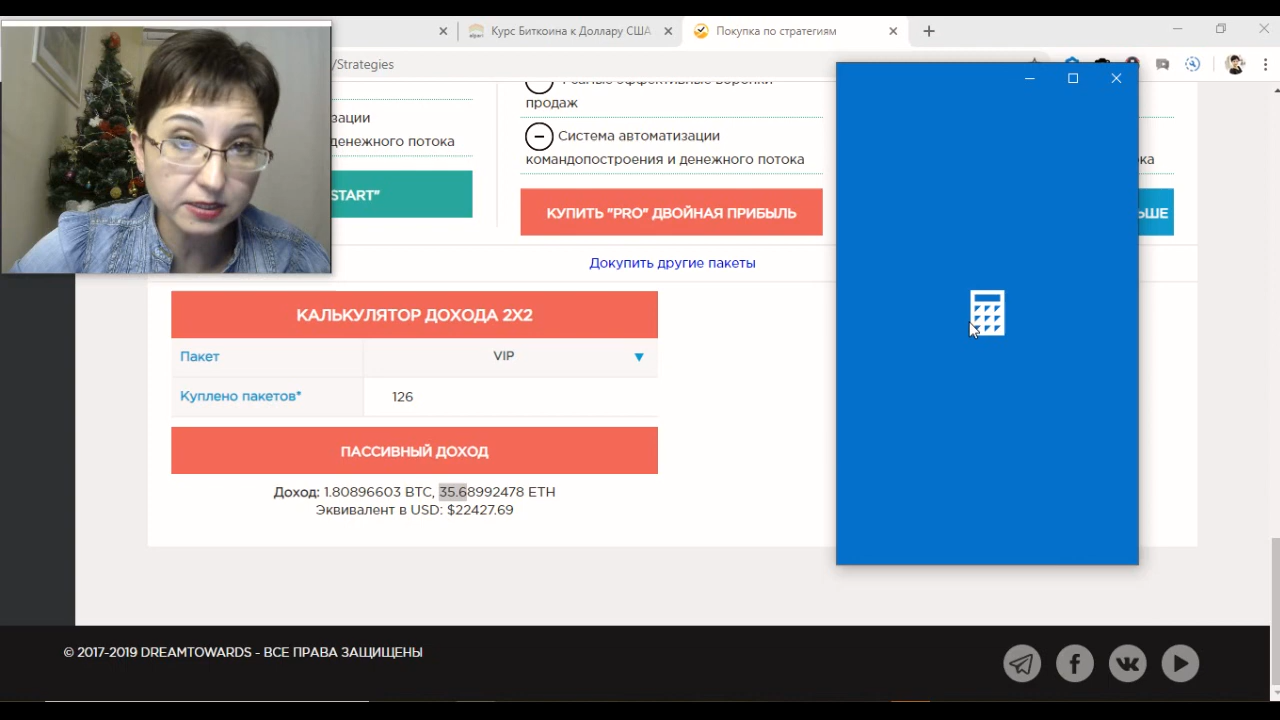 Курс Биткоина к Доллару США
Покупка по стратегиям
/Strategies
продаж
зации
денежного потока
START"
Система автоматизации
командопостроения и денежного потока
КУПИТЬ "PRO" ДВОЙНАЯ ПРИБЫЛЬ
ка
ЬШЕ
Докупить другие пакеты
КАЛЬКУЛЯТОР ДОХОДА 2X2
Пакет VIP
Куплено пакетов* 126
ПАССИВНЫЙ ДОХОД
Доход: 1.80896603 BTC, 35.68992478 ETH
Эквивалент в USD: $22427.69
© 2017-2019 DREAMTOWARDS - ВСЕ ПРАВА ЗАЩИЩЕНЫ